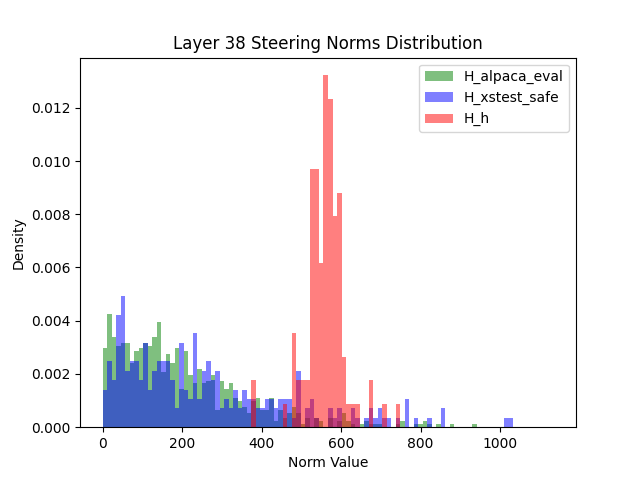 Layer 38 Steering Norms Distribution
H_alpaca_eval
H_xstest_safe
H_h
0.012
0.010
0.008
0.006
0.004
0.002
0.000
Density
0
200
400
600
800
1000
Norm Value